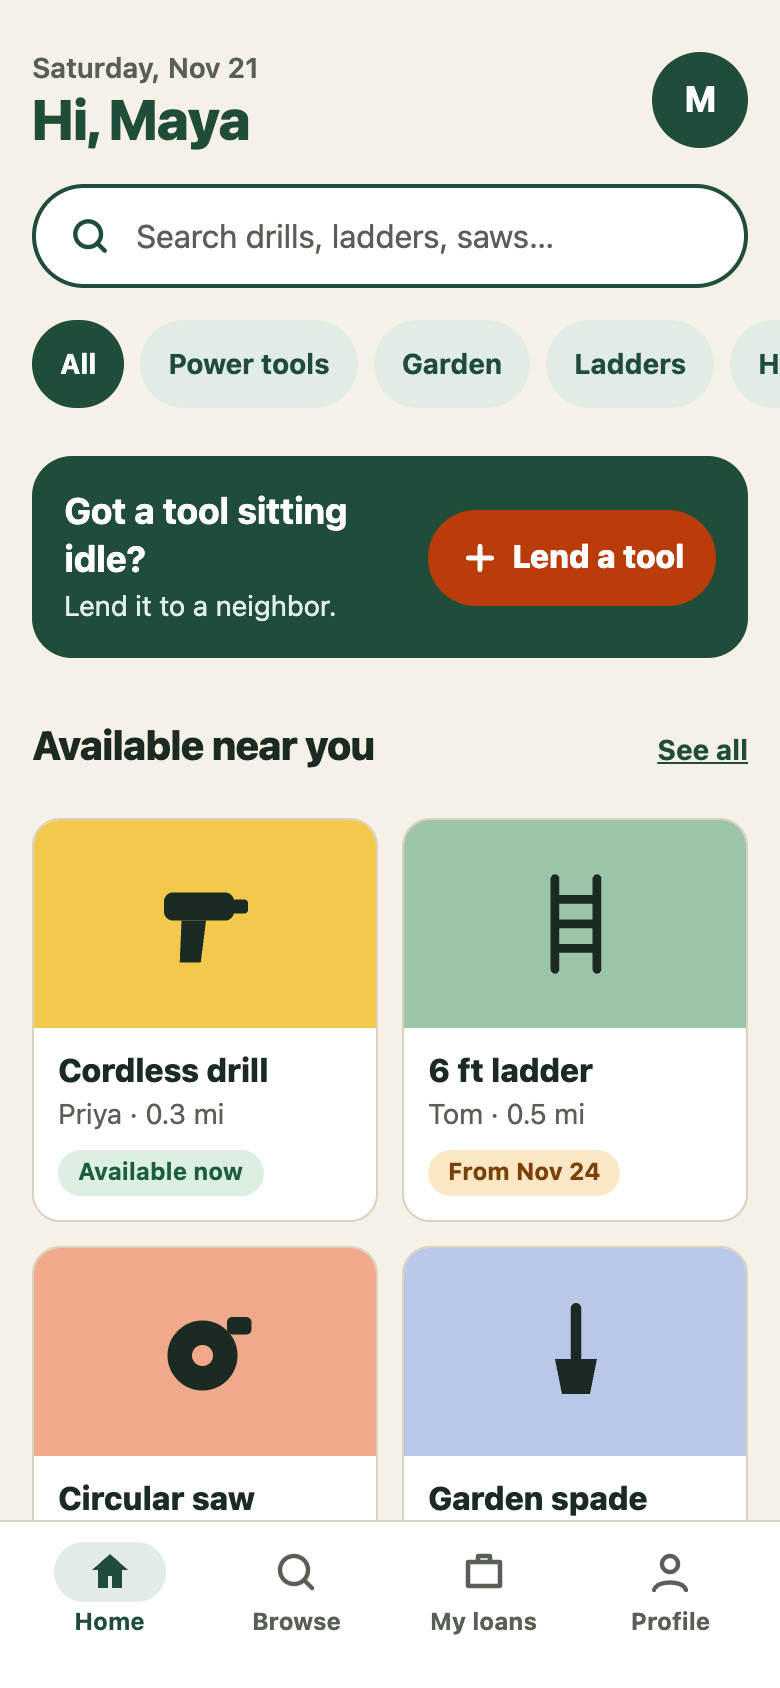 Saturday, Nov 21
Hi, Maya
M
Search drills, ladders, saws...
All
Power tools
Garden
Ladders
H
Got a tool sitting
idle?
Lend it to a neighbor.
Lend a tool
Available near you
See all
Cordless drill
Priya · 0.3 mi
Available now
6 ft ladder
Tom · 0.5 mi
From Nov 24
Circular saw
Garden spade
Home
Browse
My loans
Profile